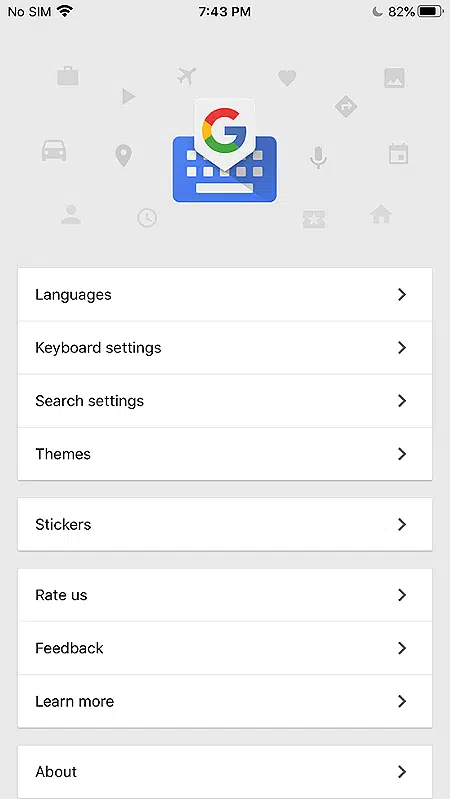 No SIM 7:43 PM 82%
G
Languages
Keyboard settings
Search settings
Themes
Stickers
Rate us
Feedback
Learn more
About